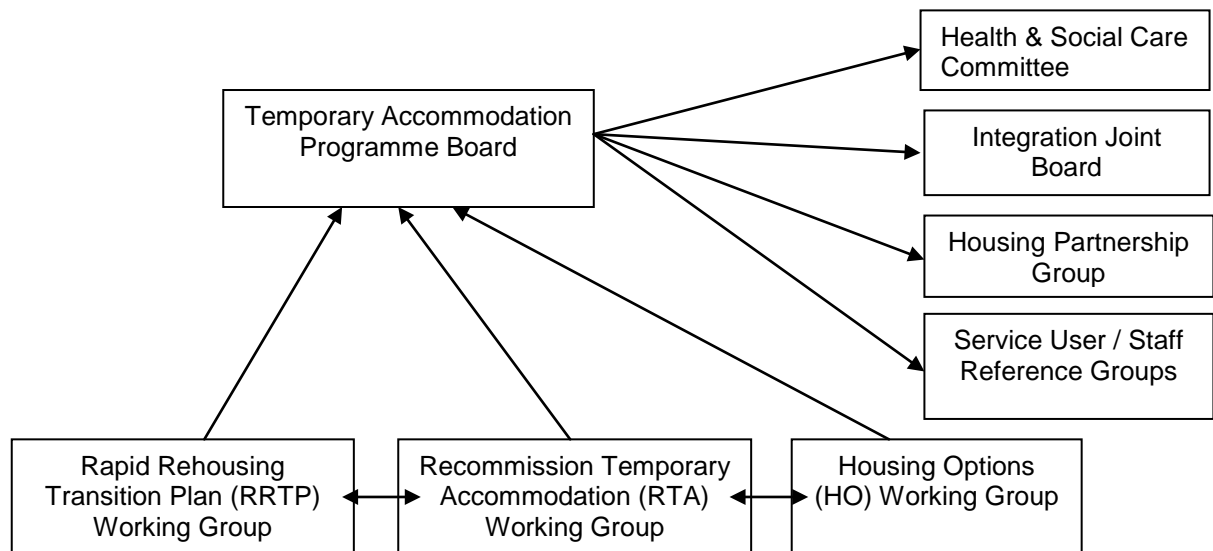 Health & Social Care
Committee
Temporary Accommodation
Programme Board
Integration Joint
Board
Housing Partnership
Group
Service User / Staff
Reference Groups
Rapid Rehousing
Transition Plan (RRTP)
Working Group
Recommission Temporary
Accommodation (RTA)
Working Group
Housing Options
(HO) Working Group